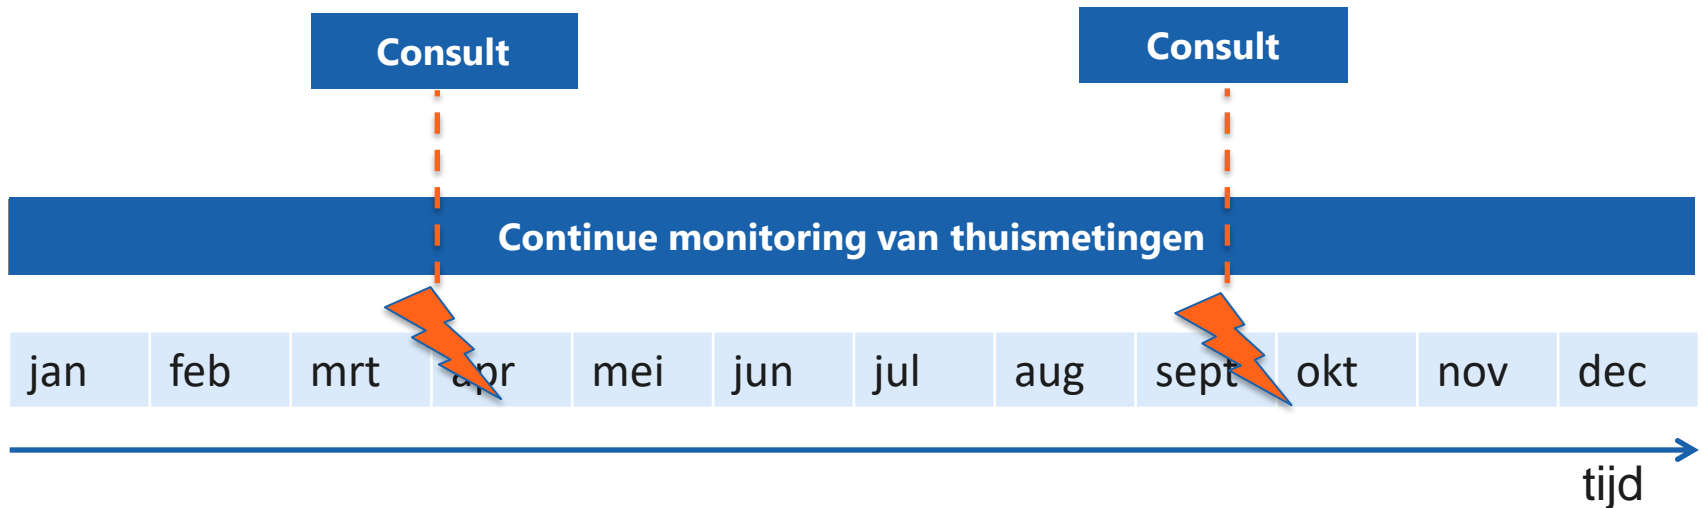 Consult
Consult
Continue monitoring van thuismetingen
jan feb mrt apr mei jun jul aug sept okt nov dec
tijd